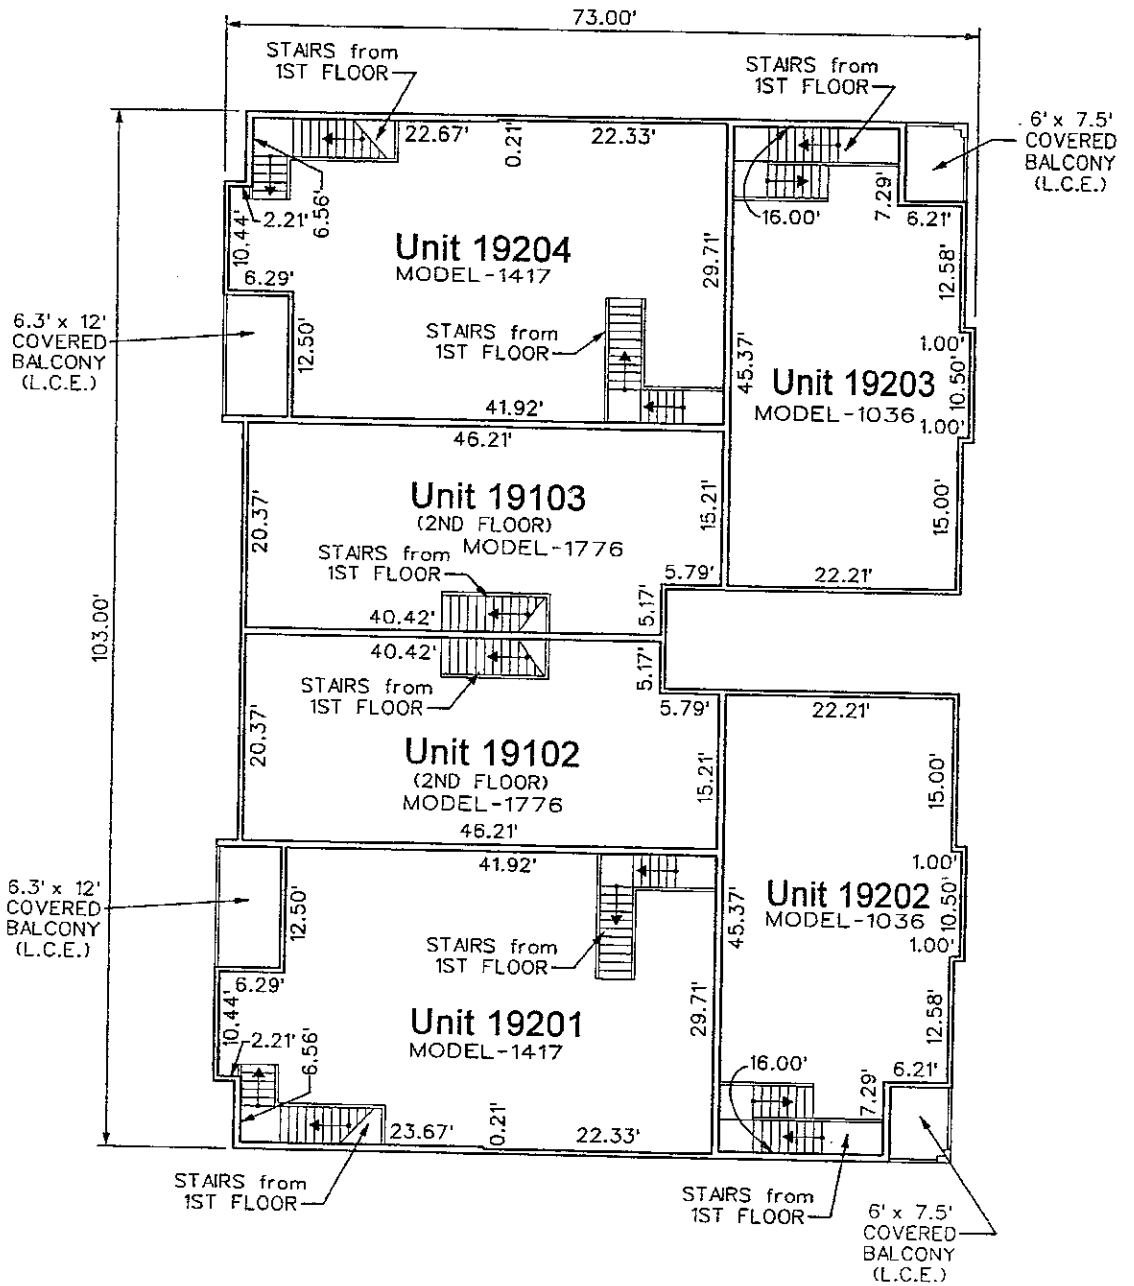 73.00'
STAIRS from
1ST FLOOR
STAIRS from
1ST FLOOR
6' x 7.5'
COVERED
BALCONY
(L.C.E.)
22.67'
0.21'
22.33'
16.00'
7.29'
6.21'
2.21'
6.56'
10.44'
6.29'
Unit 19204
MODEL-1417
29.71'
12.58'
6.3' x 12'
COVERED
BALCONY
(L.C.E.)
12.50'
STAIRS from
1ST FLOOR
45.37'
1.00'
10.50'
1.00'
Unit 19203
MODEL-1036
41.92'
46.21'
Unit 19103
(2ND FLOOR)
MODEL-1776
20.37'
15.21'
15.00'
STAIRS from
1ST FLOOR
5.79'
22.21'
40.42'
5.17'
103.00'
40.42'
5.17'
STAIRS from
1ST FLOOR
5.79'
22.21'
20.37'
Unit 19102
(2ND FLOOR)
MODEL-1776
15.21'
15.00'
46.21'
41.92'
6.3' x 12'
COVERED
BALCONY
(L.C.E.)
12.50'
1.00'
10.50'
1.00'
Unit 19202
MODEL-1036
45.37'
STAIRS from
1ST FLOOR
6.29'
10.44'
2.21'
6.56'
Unit 19201
MODEL-1417
29.71'
12.58'
16.00'
7.29'
6.21'
23.67'
0.21'
22.33'
STAIRS from
1ST FLOOR
STAIRS from
1ST FLOOR
6' x 7.5'
COVERED
BALCONY
(L.C.E.)